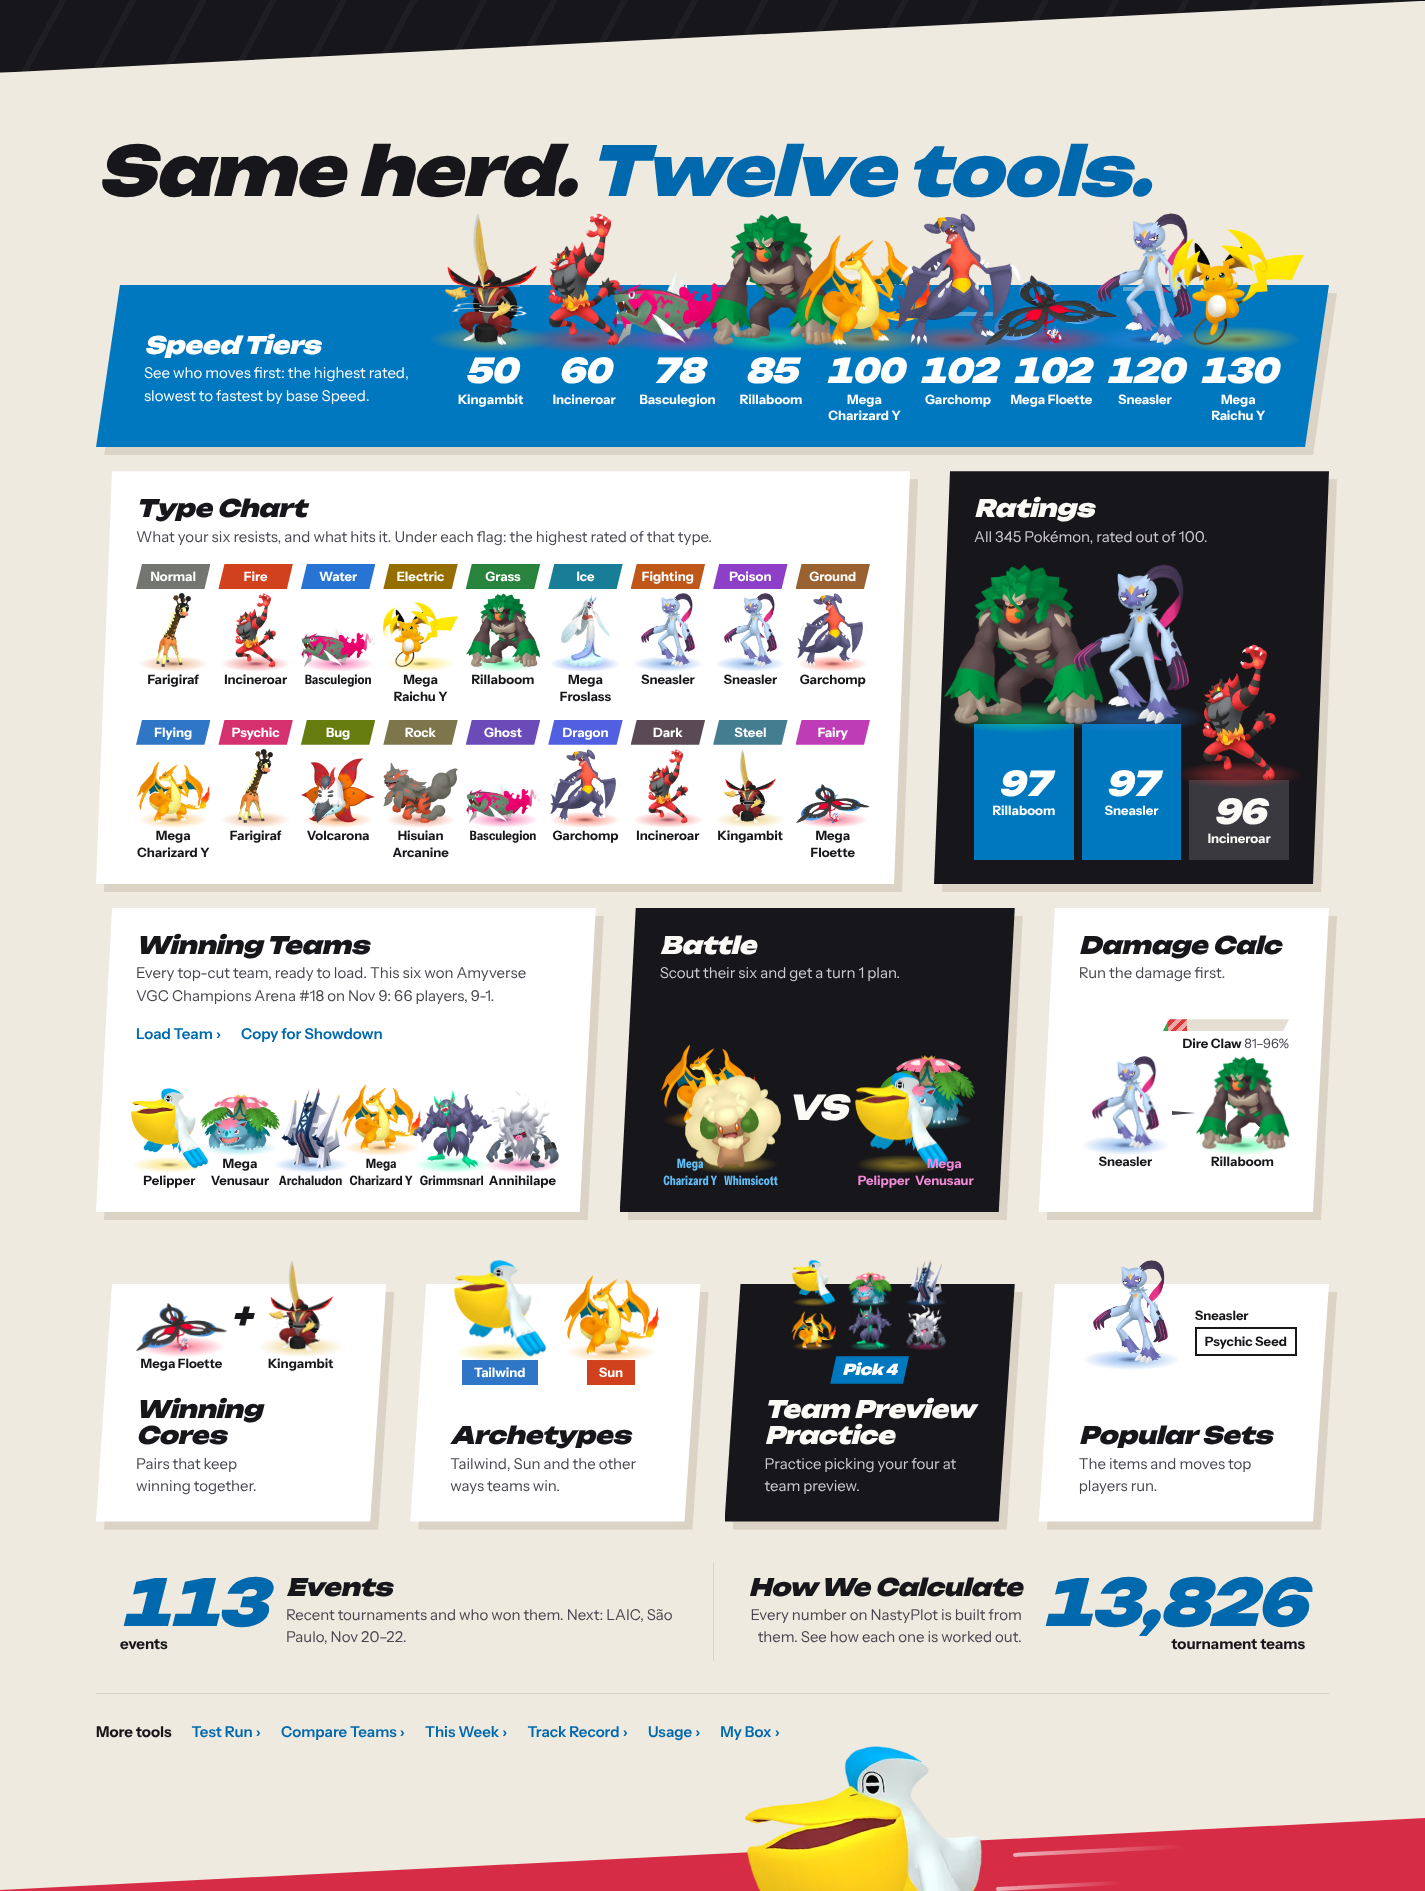 Same herd. Twelve tools.
Speed Tiers
See who moves first: the highest rated,
slowest to fastest by base Speed.
50
Kingambit
60
Incineroar
78
Basculegion
85
Rillaboom
100
Mega
Charizard Y
102
Garchomp
102
Mega Floette
120
Sneasler
130
Mega
Raichu Y
Type Chart
What your six resists, and what hits it. Under each flag: the highest rated of that type.
Normal
Farigiraf
Fire
Incineroar
Water
Basculegion
Electric
Mega
Raichu Y
Grass
Rillaboom
Ice
Mega
Froslass
Fighting
Sneasler
Poison
Sneasler
Ground
Garchomp
Flying
Mega
Charizard Y
Psychic
Farigiraf
Bug
Volcarona
Rock
Hisuian
Arcanine
Ghost
Basculegion
Dragon
Garchomp
Dark
Incineroar
Steel
Kingambit
Fairy
Mega
Floette
Ratings
All 345 Pokémon, rated out of 100.
97
Rillaboom
97
Sneasler
96
Incineroar
Winning Teams
Every top-cut team, ready to load. This six won Amyverse
VGC Champions Arena #18 on Nov 9: 66 players, 9-1.
Load Team ›
Copy for Showdown
Pelipper
Mega
Venusaur
Archaludon
Mega
Charizard Y
Grimmsnarl
Annihilape
Battle
Scout their six and get a turn 1 plan.
VS
Mega
Charizard Y
Whimsicott
Pelipper
Mega
Venusaur
Damage Calc
Run the damage first.
Dire Claw 81–96%
Sneasler
Rillaboom
+
Mega Floette
Kingambit
Winning
Cores
Pairs that keep
winning together.
Tailwind
Sun
Archetypes
Tailwind, Sun and the other
ways teams win.
Pick 4
Team Preview
Practice
Practice picking your four at
team preview.
Sneasler
Psychic Seed
Popular Sets
The items and moves top
players run.
113
events
Events
Recent tournaments and who won them. Next: LAIC, São
Paulo, Nov 20–22.
How We Calculate
Every number on NastyPlot is built from
them. See how each one is worked out.
13,826
tournament teams
More tools
Test Run ›
Compare Teams ›
This Week ›
Track Record ›
Usage ›
My Box ›